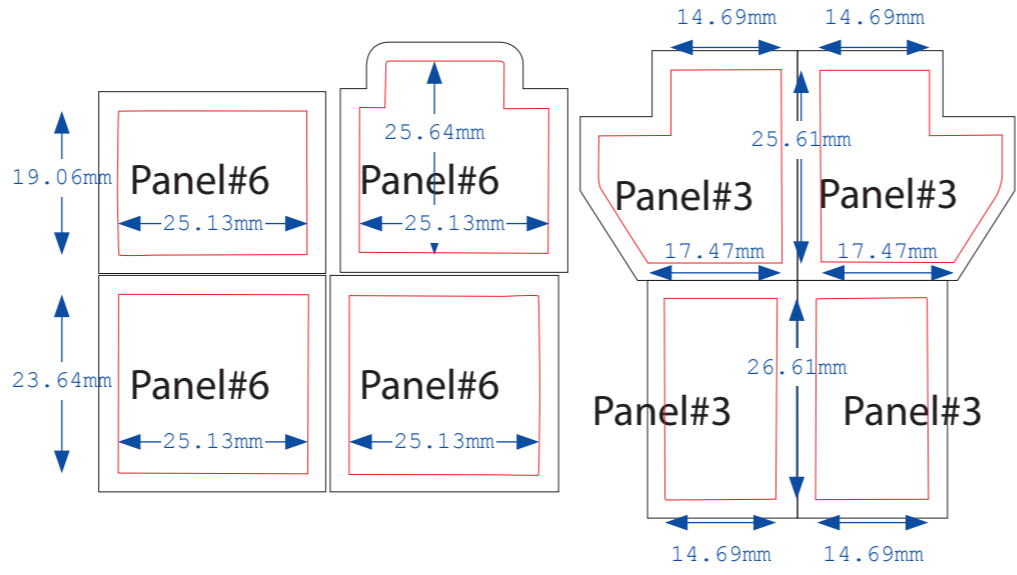 14.69mm 14.69mm
25.64mm 25.61mm
19.06mm Panel#6 Panel#6 Panel#3 Panel#3
25.13mm 25.13mm
17.47mm 17.47mm
26.61mm
23.64mm Panel#6 Panel#6
Panel#3 Panel#3
25.13mm 25.13mm
14.69mm 14.69mm